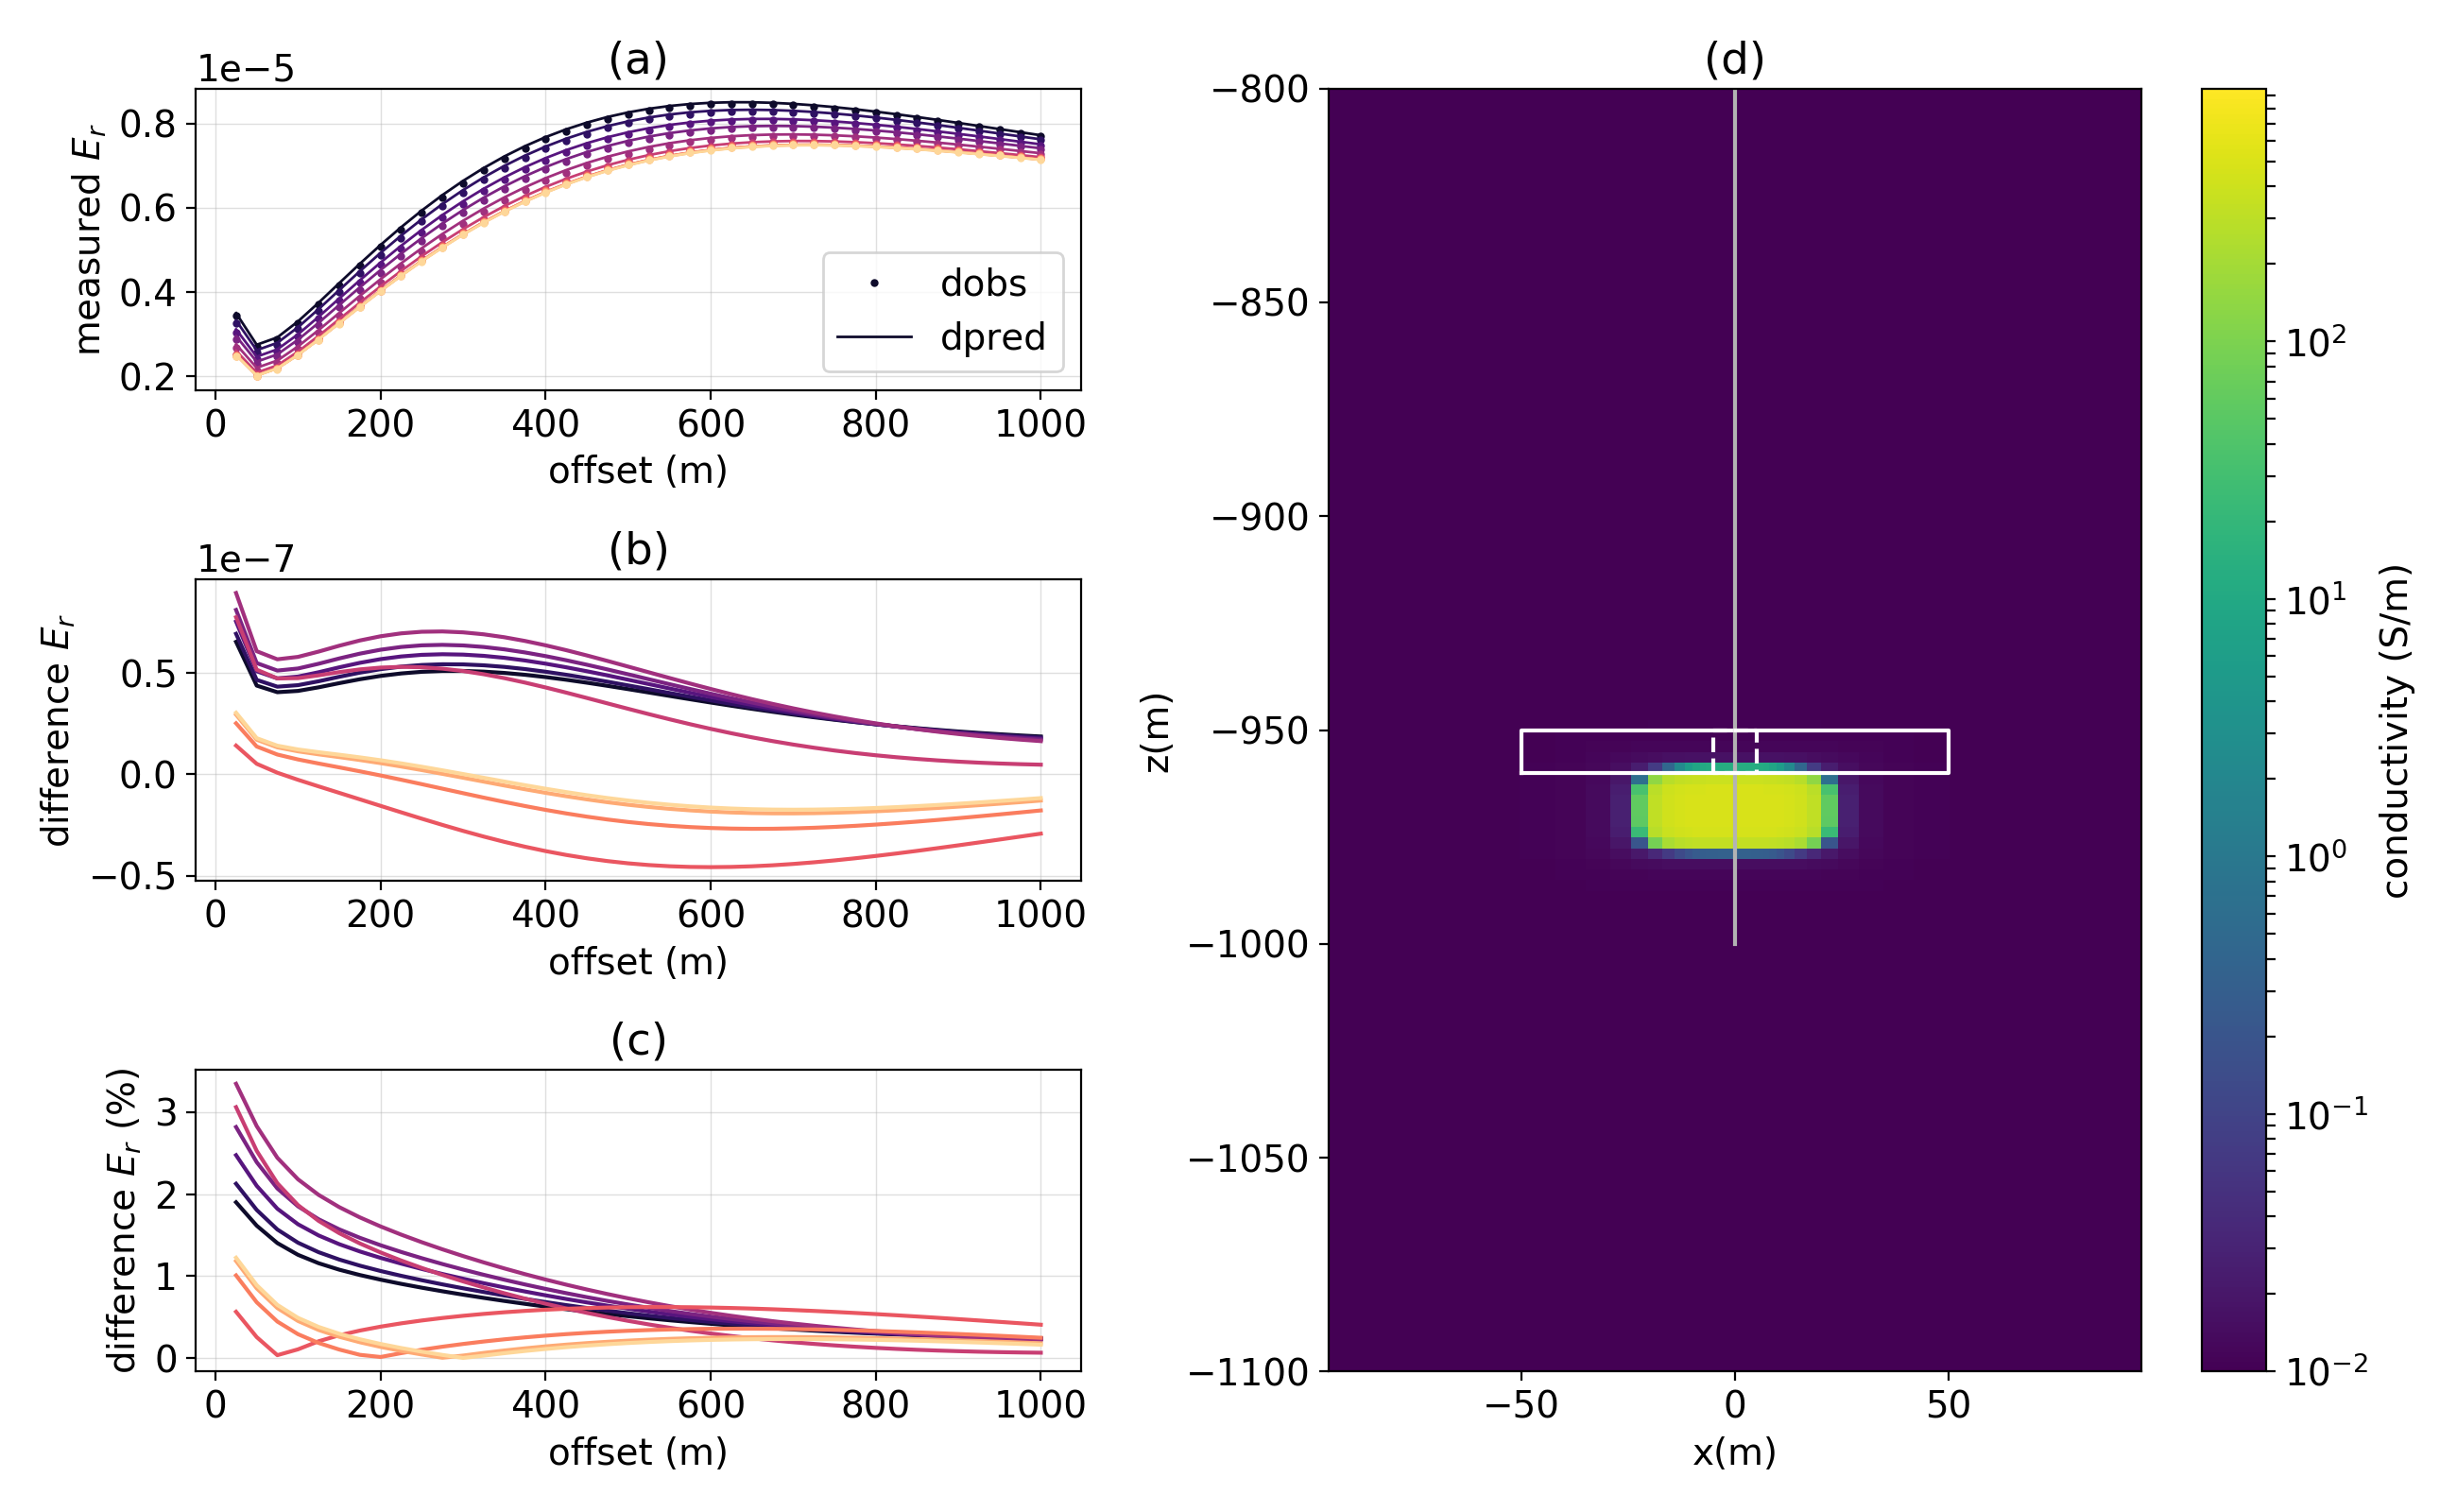 (a)
1e−5
measured E_r
0.8
0.6
0.4
0.2
dobs
dpred
0 200 400 600 800 1000
offset (m)
(b)
1e−7
difference E_r
0.5
0.0
−0.5
0 200 400 600 800 1000
offset (m)
(c)
difference E_r (%)
3
2
1
0
0 200 400 600 800 1000
offset (m)
(d)
z(m)
−800
−850
−900
−950
−1000
−1050
−1100
−50 0 50
x(m)
10^2
10^1
10^0
10^−1
10^−2
conductivity (S/m)